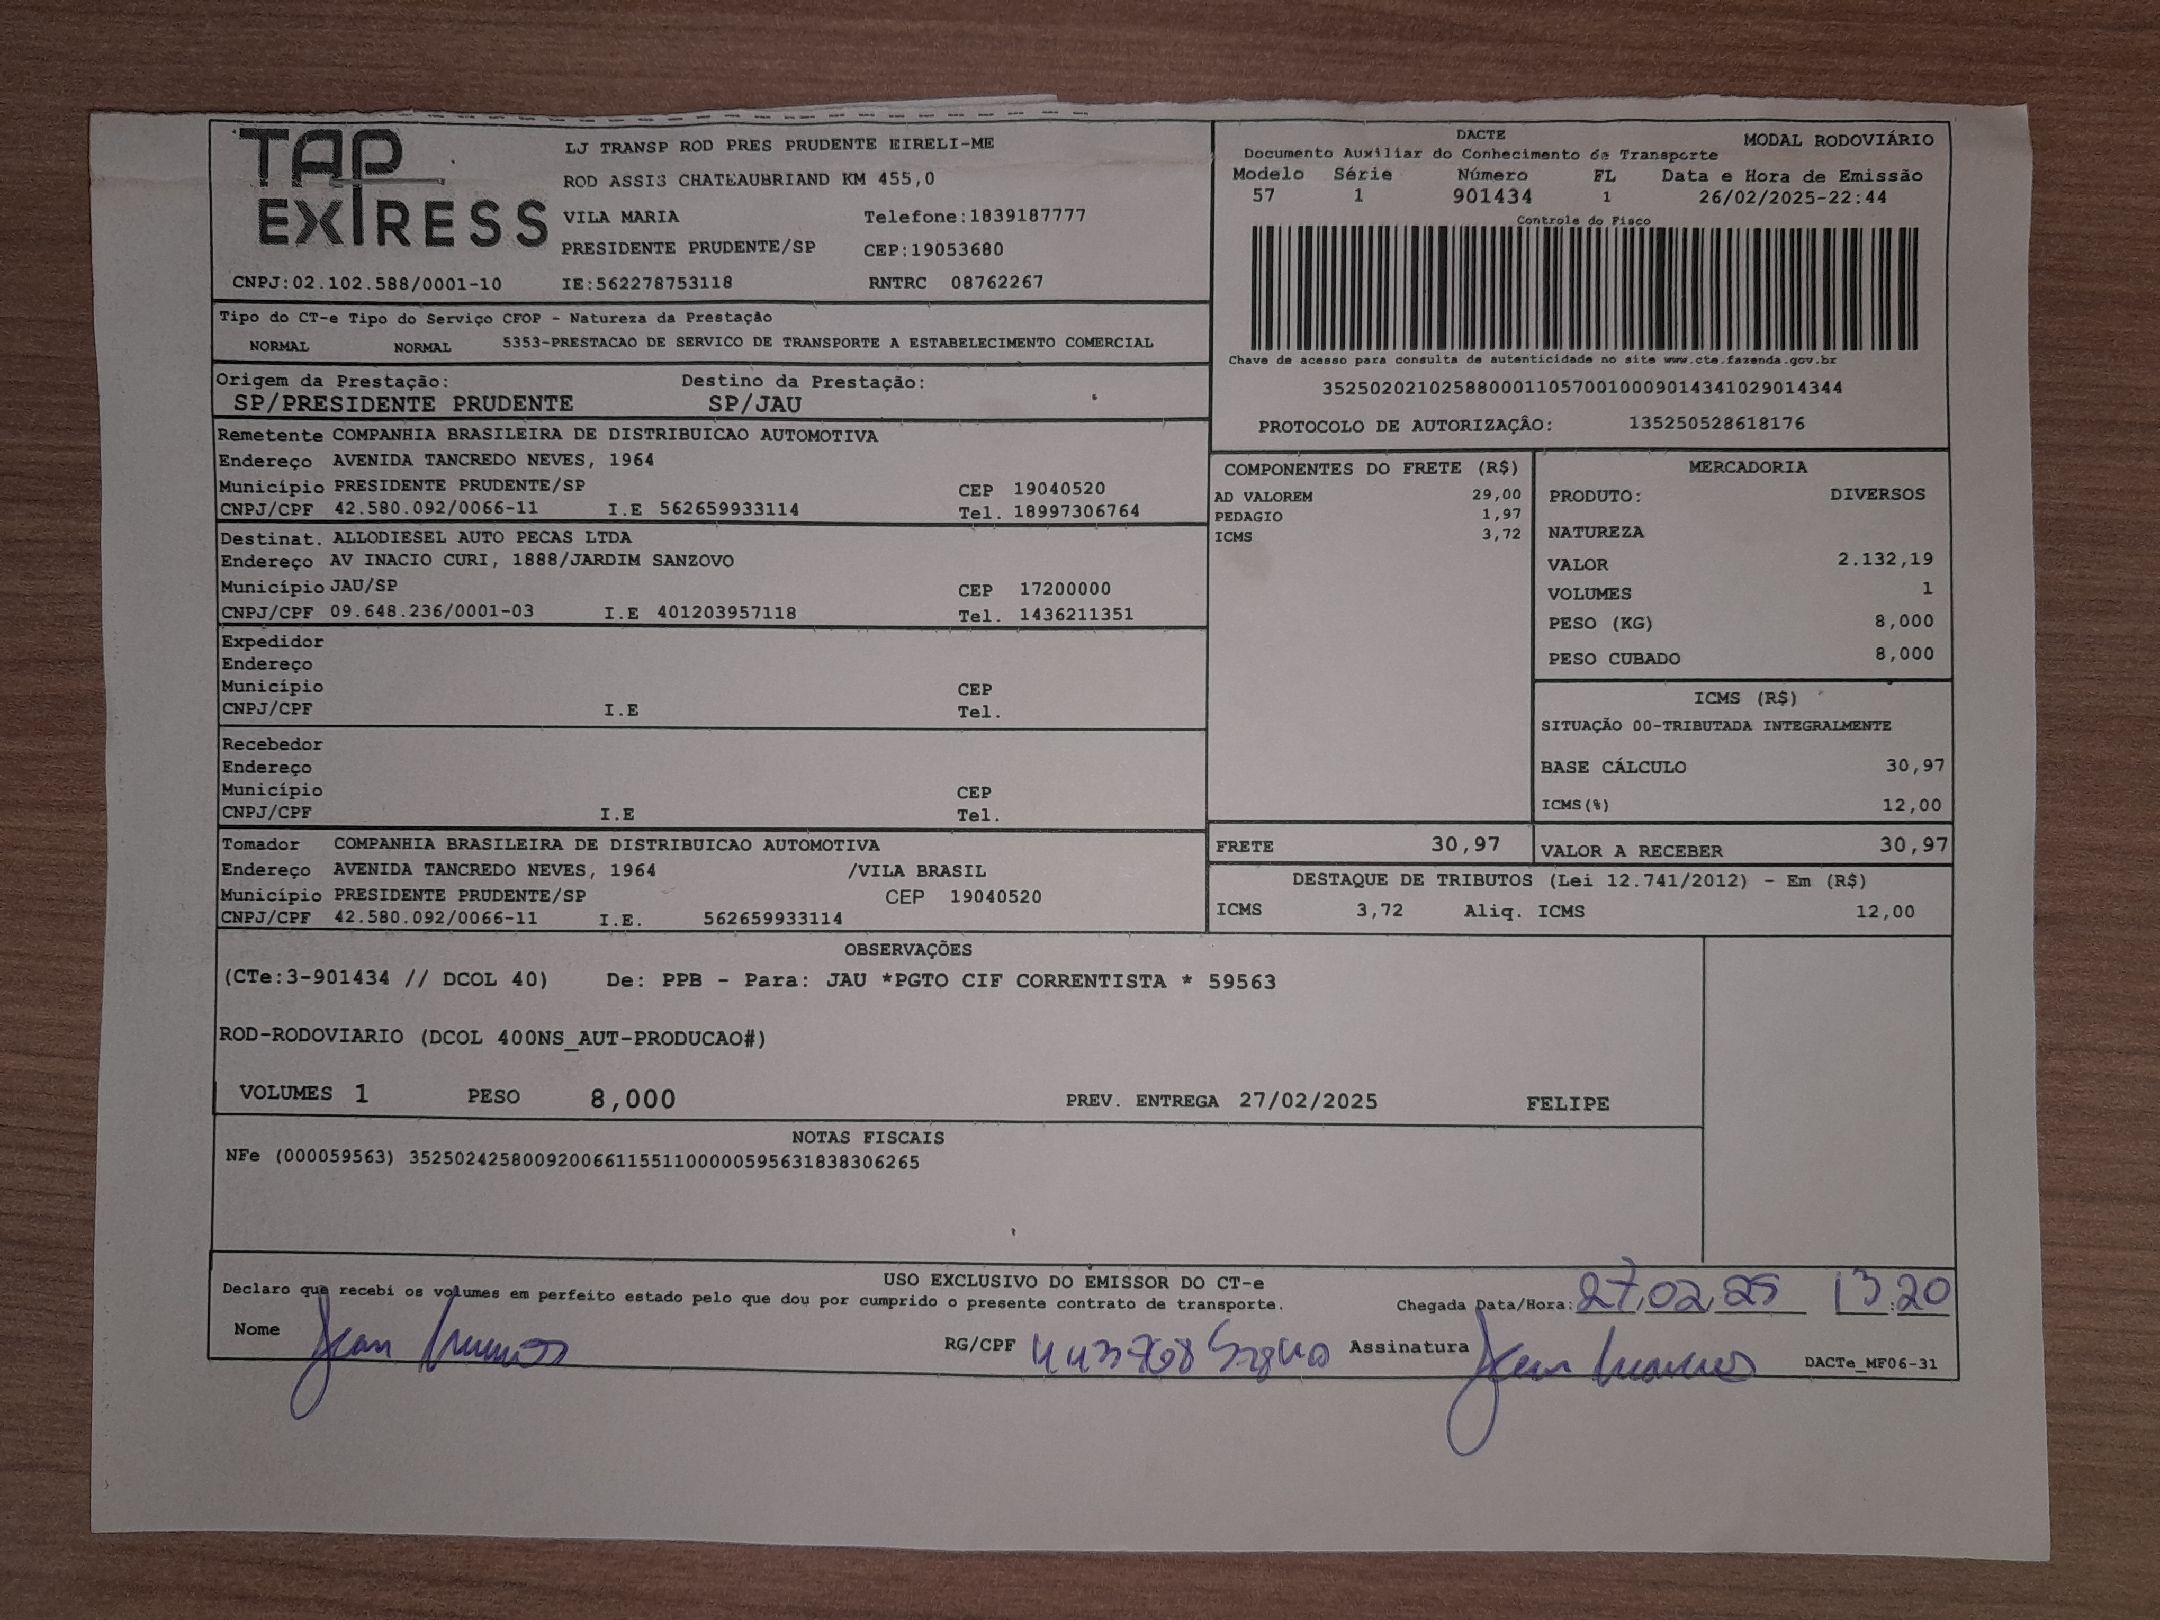 TAP EXPRESS
LJ TRANSP ROD PRES PRUDENTE EIRELI-ME
ROD ASSIS CHATEAUBRIAND KM 455,0
VILA MARIA Telefone:1839187777
PRESIDENTE PRUDENTE/SP CEP:19053680
CNPJ:02.102.588/0001-10 IE:562278753118 RNTRC 08762267
DACTE MODAL RODOVIÁRIO
Documento Auxiliar do Conhecimento de Transporte
Modelo Série Número FL Data e Hora de Emissão
57 1 901434 1 26/02/2025-22:44
Controle do Fisco
Chave de acesso para consulta de autenticidade no site www.cte.fazenda.gov.br
35250202102588000110570010009014341029014344
PROTOCOLO DE AUTORIZAÇÂO: 135250528618176
Tipo do CT-e Tipo do Serviço CFOP - Natureza da Prestação
NORMAL NORMAL 5353-PRESTACAO DE SERVICO DE TRANSPORTE A ESTABELECIMENTO COMERCIAL
Origem da Prestação: Destino da Prestação:
SP/PRESIDENTE PRUDENTE SP/JAU
Remetente COMPANHIA BRASILEIRA DE DISTRIBUICAO AUTOMOTIVA
Endereço AVENIDA TANCREDO NEVES, 1964
Município PRESIDENTE PRUDENTE/SP CEP 19040520
CNPJ/CPF 42.580.092/0066-11 I.E 562659933114 Tel. 18997306764
Destinat. ALLODIESEL AUTO PECAS LTDA
Endereço AV INACIO CURI, 1888/JARDIM SANZOVO
Município JAU/SP CEP 17200000
CNPJ/CPF 09.648.236/0001-03 I.E 401203957118 Tel. 1436211351
Expedidor
Endereço
Município CEP
CNPJ/CPF I.E Tel.
Recebedor
Endereço
Município CEP
CNPJ/CPF I.E Tel.
Tomador COMPANHIA BRASILEIRA DE DISTRIBUICAO AUTOMOTIVA
Endereço AVENIDA TANCREDO NEVES, 1964 /VILA BRASIL
Município PRESIDENTE PRUDENTE/SP CEP 19040520
CNPJ/CPF 42.580.092/0066-11 I.E. 562659933114
COMPONENTES DO FRETE (R$)
AD VALOREM 29,00
PEDAGIO 1,97
ICMS 3,72
MERCADORIA
PRODUTO: DIVERSOS
NATUREZA
VALOR 2.132,19
VOLUMES 1
PESO (KG) 8,000
PESO CUBADO 8,000
ICMS (R$)
SITUAÇÃO 00-TRIBUTADA INTEGRALMENTE
BASE CÁLCULO 30,97
ICMS(%) 12,00
FRETE 30,97 VALOR A RECEBER 30,97
DESTAQUE DE TRIBUTOS (Lei 12.741/2012) - Em (R$)
ICMS 3,72 Aliq. ICMS 12,00
OBSERVAÇÕES
(CTe:3-901434 // DCOL 40) De: PPB - Para: JAU *PGTO CIF CORRENTISTA * 59563
ROD-RODOVIARIO (DCOL 400NS_AUT-PRODUCAO#)
VOLUMES 1 PESO 8,000 PREV. ENTREGA 27/02/2025 FELIPE
NOTAS FISCAIS
NFe (000059563) 35250242580092006611551100000595631838306265
USO EXCLUSIVO DO EMISSOR DO CT-e
Declaro que recebi os volumes em perfeito estado pelo que dou por cumprido o presente contrato de transporte. Chegada Data/Hora: 27,02,25 13:20
Nome Jean RG/CPF Assinatura Jean DACTe_MF06-31